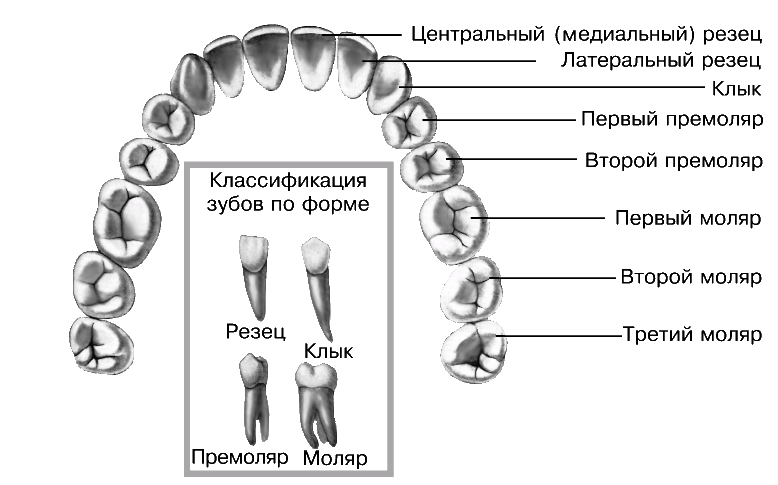 Центральный (медиальный) резец
Латеральный резец
Клык
Первый премоляр
Второй премоляр
Первый моляр
Второй моляр
Третий моляр
Классификация
зубов по форме
Резец
Клык
Премоляр
Моляр